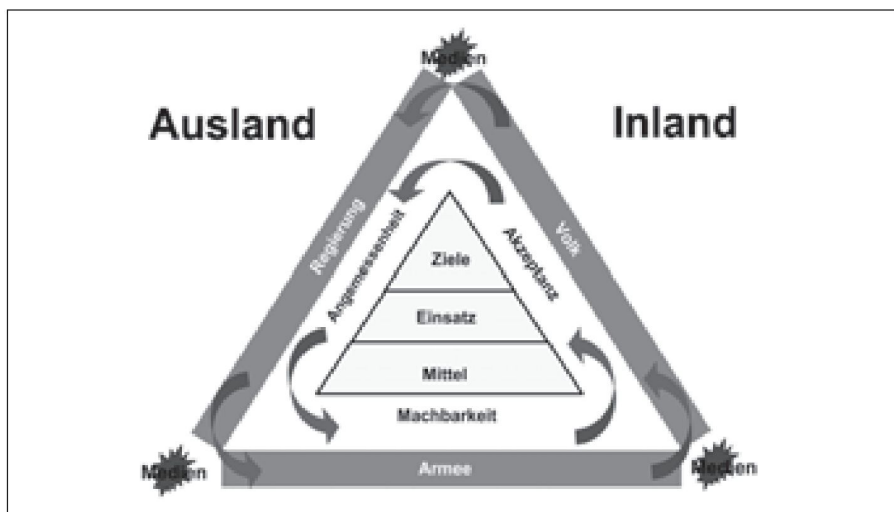 Medien
Ausland
Inland
Regierung
Volk
Angemessenheit
Akzeptanz
Ziele
Einsatz
Mittel
Machbarkeit
Medien
Armee
Medien